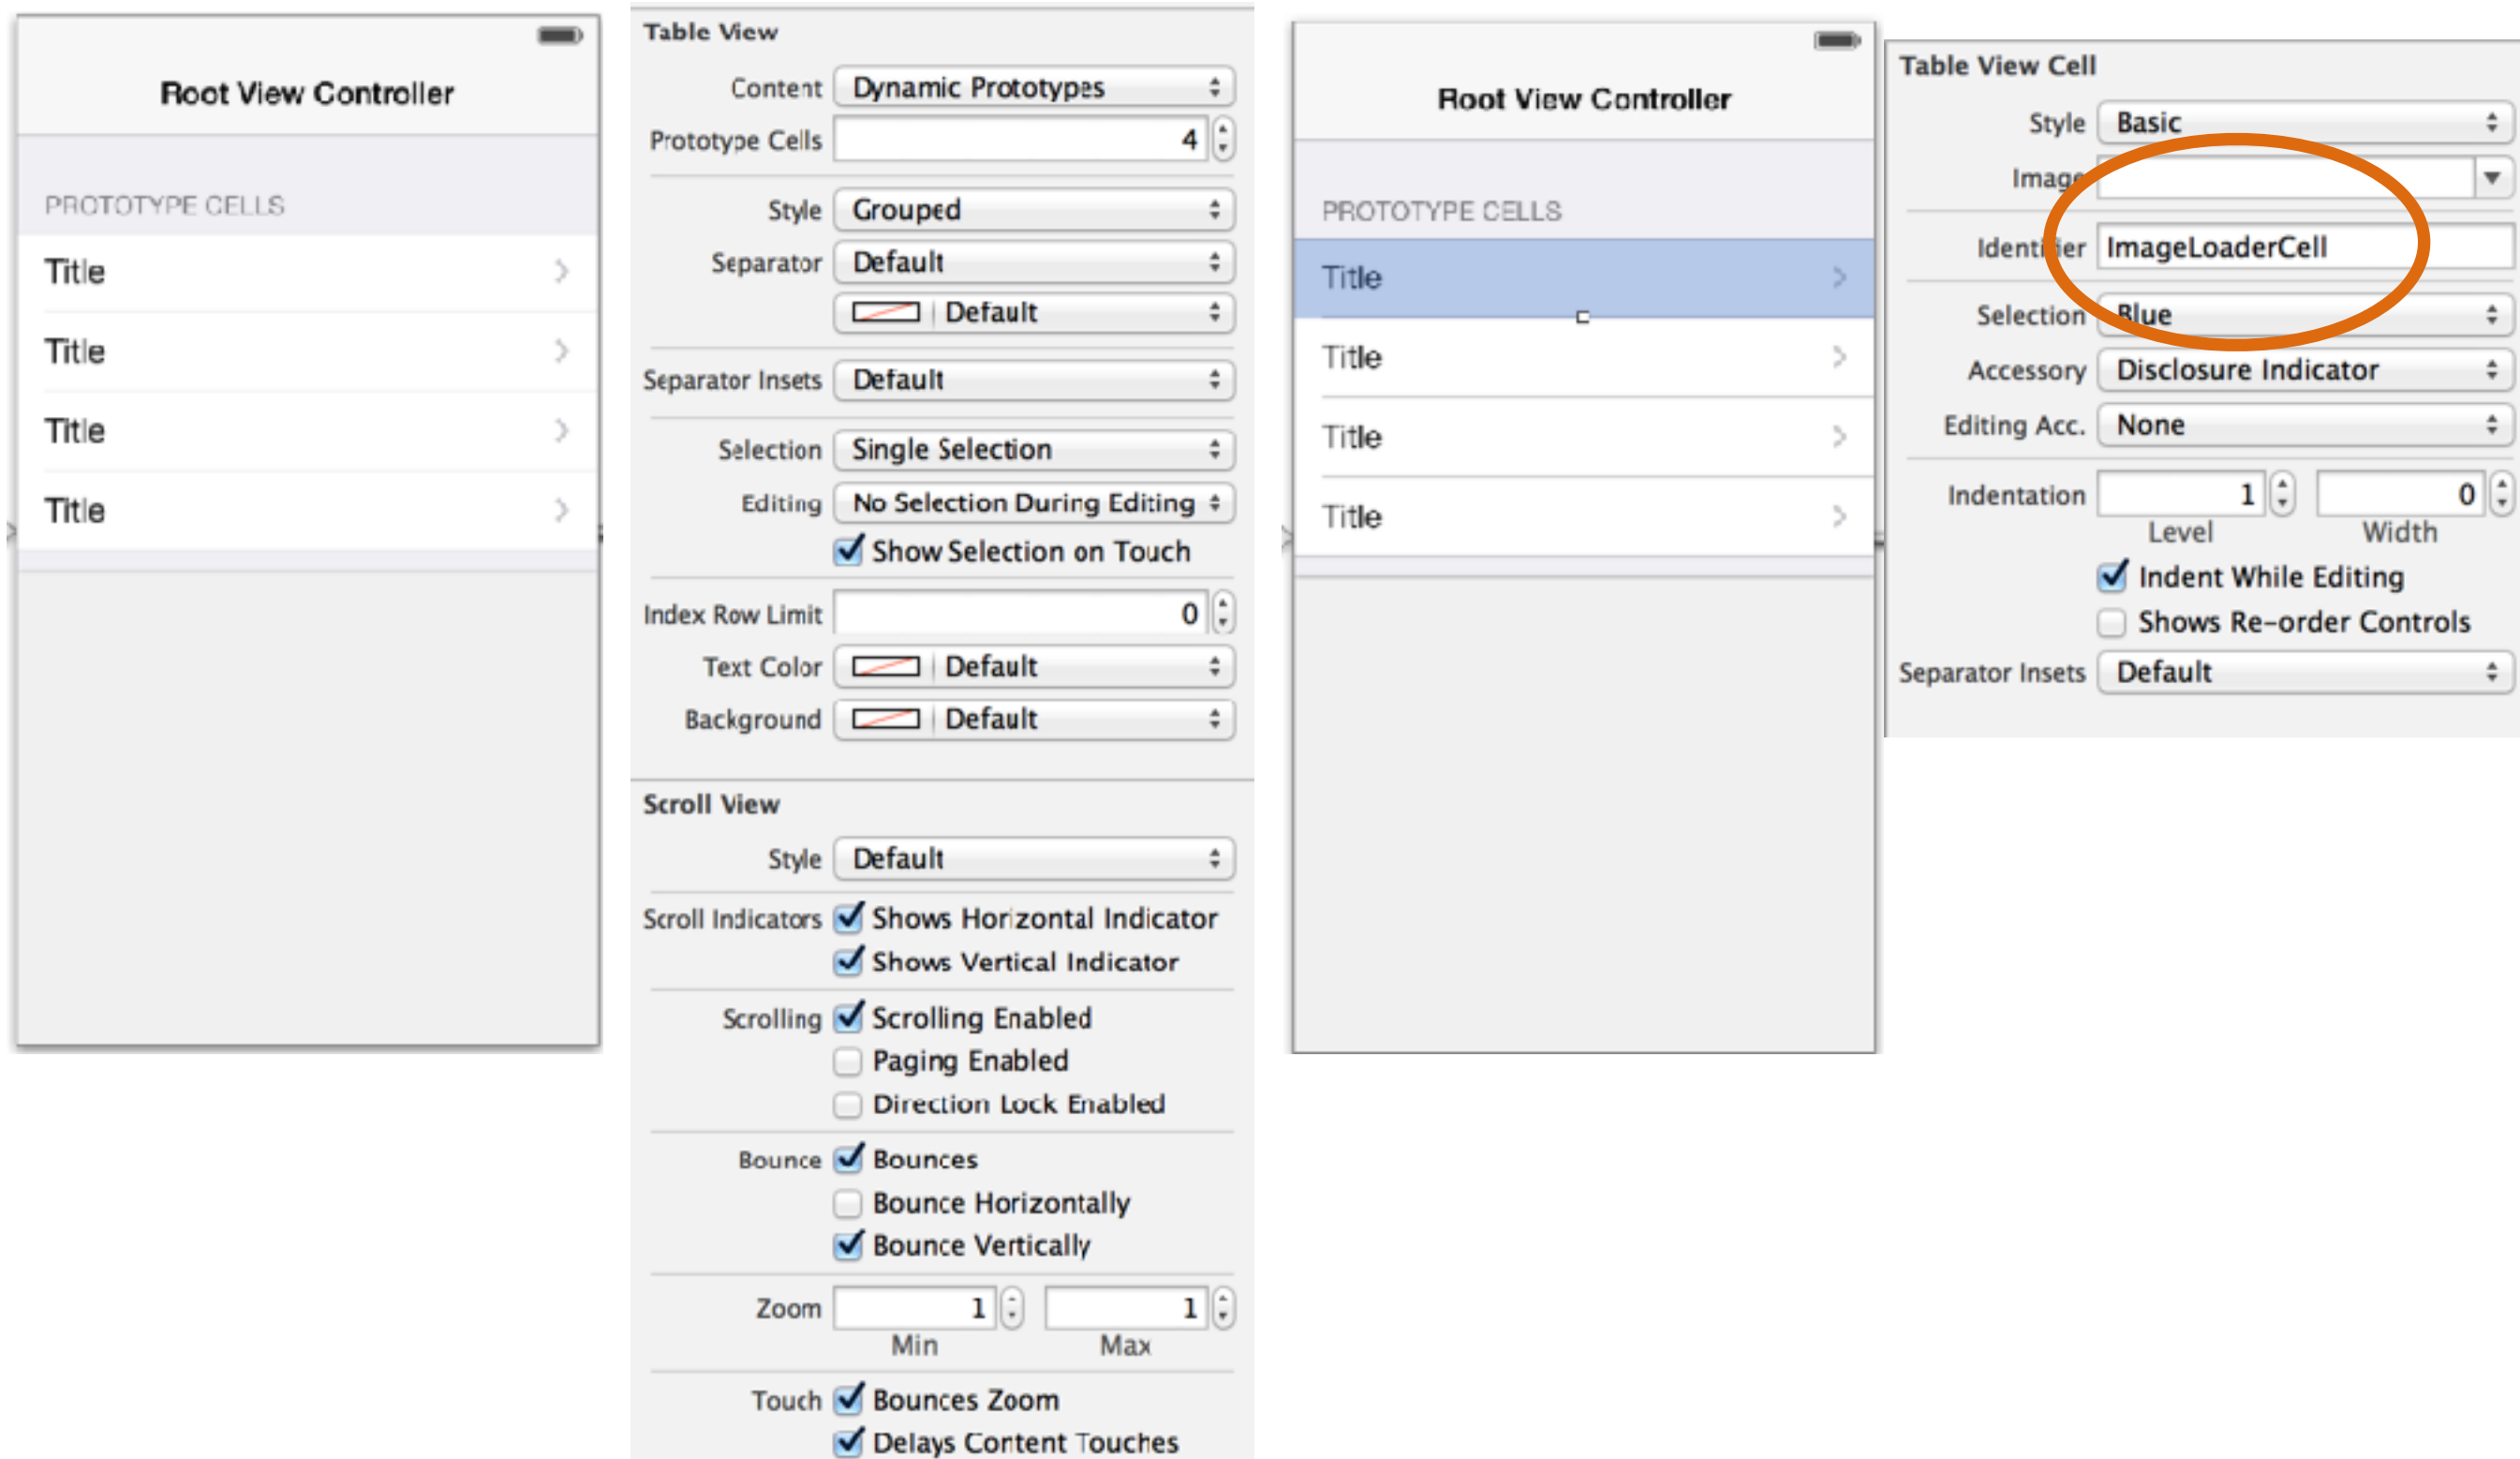 Root View Controller
PROTOTYPE CELLS
Title
Title
Title
Title
Table View
Content Dynamic Prototypes
Prototype Cells 4
Style Grouped
Separator Default
Default
Separator Insets Default
Selection Single Selection
Editing No Selection During Editing
Show Selection on Touch
Index Row Limit 0
Text Color Default
Background Default
Scroll View
Style Default
Scroll Indicators Shows Horizontal Indicator
Shows Vertical Indicator
Scrolling Scrolling Enabled
Paging Enabled
Direction Lock Enabled
Bounce Bounces
Bounce Horizontally
Bounce Vertically
Zoom 1 1
Min Max
Touch Bounces Zoom
Delays Content Touches
Root View Controller
PROTOTYPE CELLS
Title
Title
Title
Title
Table View Cell
Style Basic
Image
Identifier ImageLoaderCell
Selection Blue
Accessory Disclosure Indicator
Editing Acc. None
Indentation 1 0
Level Width
Indent While Editing
Shows Re-order Controls
Separator Insets Default